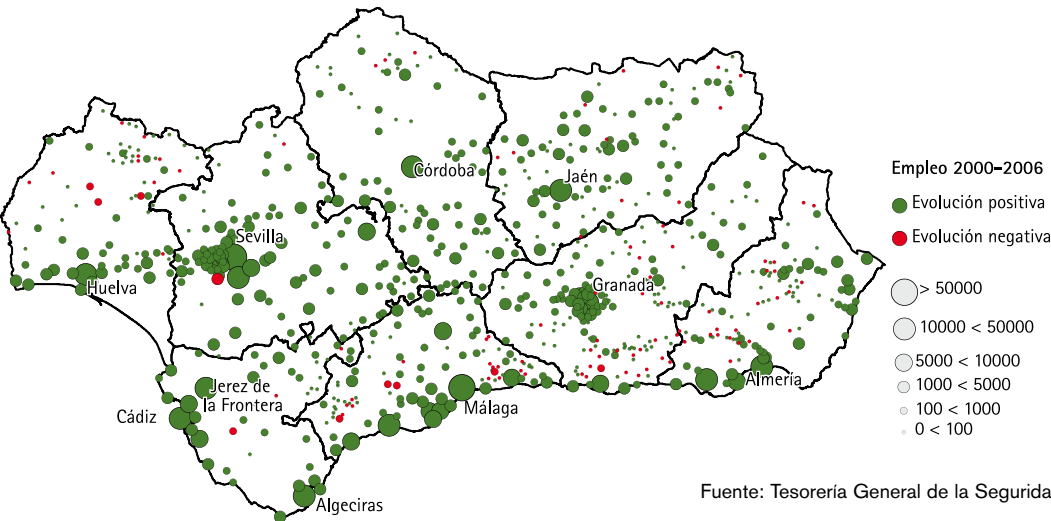 Córdoba
Jaén
Empleo 2000-2006
Evolución positiva
Sevilla
Evolución negativa
Huelva
Granada
> 50000
10000 < 50000
5000 < 10000
Almería
1000 < 5000
Jerez de
la Frontera
Cádiz
Málaga
100 < 1000
0 < 100
Algeciras
Fuente: Tesorería General de la Segurida